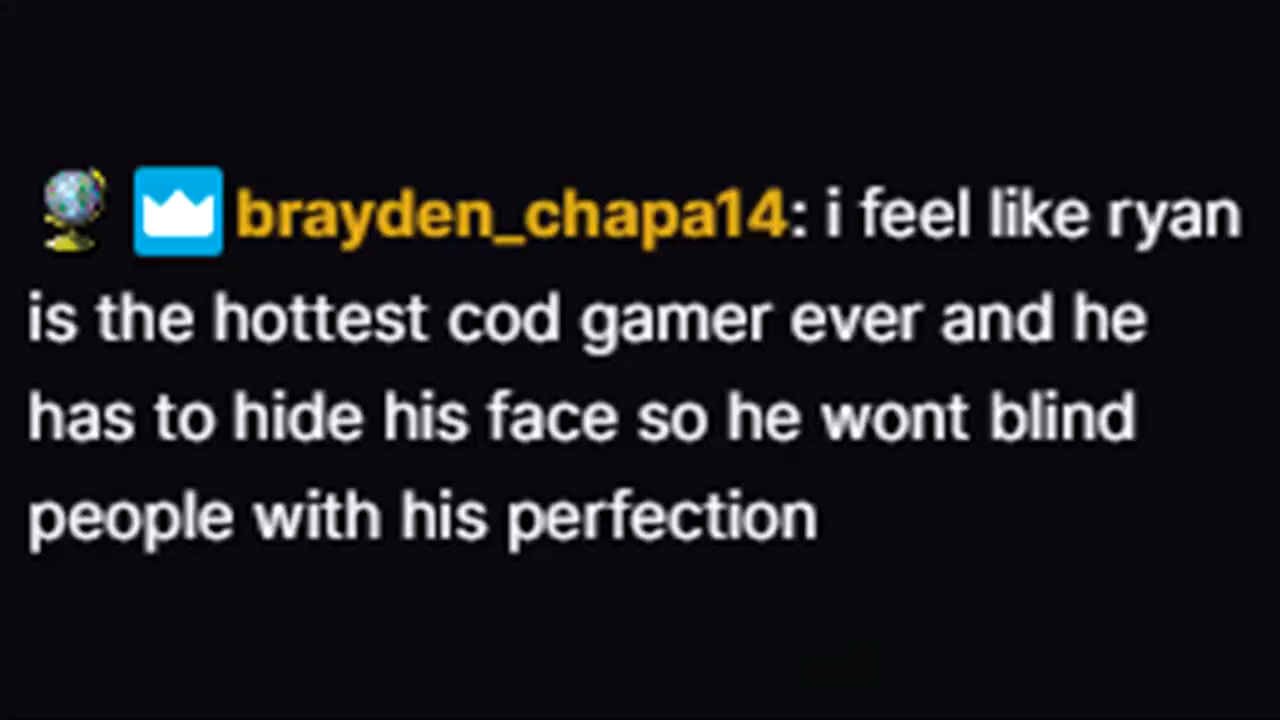 brayden_chapa14: i feel like ryan
is the hottest cod gamer ever and he
has to hide his face so he wont blind
people with his perfection